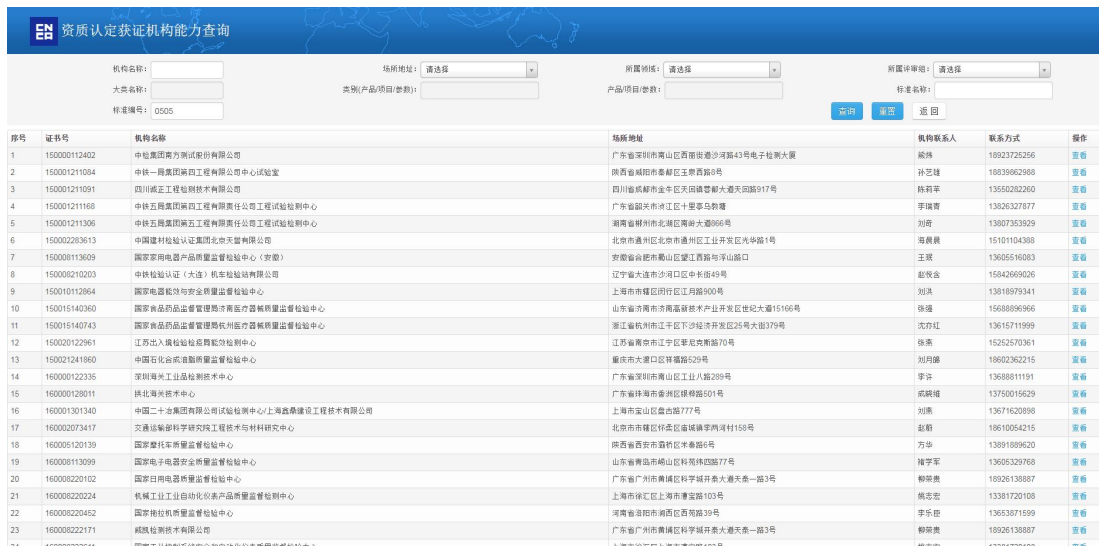 资质认定获证机构能力查询
机构名称： 场所地址： 请选择 所属领域： 请选择 所属评审组： 请选择
大类名称： 类别(产品/项目/参数)： 产品/项目/参数： 标准名称：
标准编号： 0505 查询 重置 返回
序号 证书号 机构名称 场所地址 机构联系人 联系方式 操作
1 150000112402 中检集团南方测试股份有限公司 广东省深圳市南山区西丽街道沙河路43号电子检测大厦 18923725256 查看
2 150001211084 中铁一局集团第四工程有限公司中心试验室 陕西省咸阳市秦都区玉泉西路8号 孙艺雄 18839862988 查看
3 150001211091 四川诚正工程检测技术有限公司 四川省成都市金牛区天回镇蓉都大道天回路917号 陈莉苹 13550282260 查看
4 150001211168 中铁五局集团第四工程有限责任公司工程试验检测中心 广东省韶关市浈江区十里亭乌教塘 李瑞青 13826327877 查看
5 150001211306 中铁五局集团第五工程有限责任公司工程试验检测中心 湖南省郴州市北湖区南岭大道866号 刘奇 13807353929 查看
6 150002283613 中国建材检验认证集团北京天誉有限公司 北京市通州区北京市通州区工业开发区光华路1号 海晨晨 15101104388 查看
7 150008113609 国家家用电器产品质量监督检验中心（安徽） 安徽省合肥市蜀山区望江西路与浮山路口 王珉 13605516083 查看
8 150008210203 中铁检验认证（大连）机车检验站有限公司 辽宁省大连市沙河口区中长街49号 赵悦含 15842669026 查看
9 150010112864 国家电器能效与安全质量监督检验中心 上海市市辖区闵行区江月路900号 刘洪 13818979341 查看
10 150015140360 国家食品药品监督管理局济南医疗器械质量监督检验中心 山东省济南市济南高新技术产业开发区世纪大道15166号 张强 15688896966 查看
11 150015140743 国家食品药品监督管理局杭州医疗器械质量监督检验中心 浙江省杭州市江干区下沙经济开发区25号大街379号 沈亦红 13615711999 查看
12 150020122961 江苏出入境检验检疫局能效检测中心 江苏省南京市江宁区菲尼克斯路70号 张燕 15252570361 查看
13 150021241860 中国石化合成油脂质量监督检验中心 重庆市大渡口区祥福路529号 刘月皞 18602362215 查看
14 160000122335 深圳海关工业品检测技术中心 广东省深圳市南山区工业八路289号 李许 13688811191 查看
15 160000128011 拱北海关技术中心 广东省珠海市香洲区银桦路501号 成晓维 13750015629 查看
16 160001301340 中国二十冶集团有限公司试验检测中心/上海鑫鼎建设工程技术有限公司 上海市宝山区盘古路777号 刘燕 13671620898 查看
17 160002073417 交通运输部科学研究院工程技术与材料研究中心 北京市市辖区怀柔区庙城镇李两河村158号 赵蔚 18610054215 查看
18 160005120139 国家摩托车质量监督检验中心 陕西省西安市灞桥区米秦路6号 方华 13891889620 查看
19 160008113099 国家电子电器安全质量监督检验中心 山东省青岛市崂山区科苑纬四路77号 褚学军 13605329768 查看
20 160008220102 国家日用电器质量监督检验中心 广东省广州市黄埔区科学城开泰大道天泰一路3号 柳荣贵 18926138887 查看
21 160008220224 机械工业工业自动化仪表产品质量监督检测中心 上海市徐汇区上海市漕宝路103号 姚志宏 13381720108 查看
22 160008220452 国家拖拉机质量监督检验中心 河南省洛阳市涧西区西苑路39号 李乐臣 13653871599 查看
23 160008222171 威凯检测技术有限公司 广东省广州市黄埔区科学城开泰大道天泰一路3号 柳荣贵 18926138887 查看